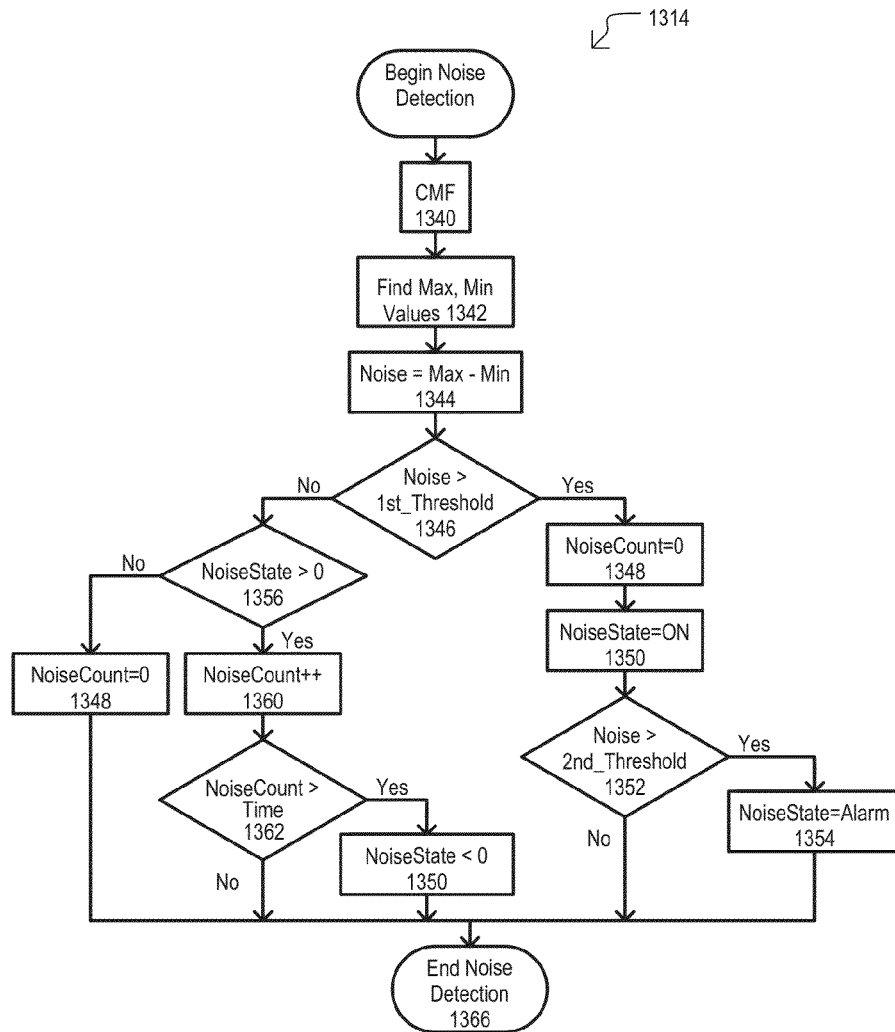 1314
Begin Noise
Detection
CMF
1340
Find Max, Min
Values 1342
Noise = Max - Min
1344
Noise >
1st_Threshold
1346
No
Yes
NoiseState > 0
1356
No
Yes
NoiseCount=0
1348
NoiseCount++
1360
NoiseCount >
Time
1362
Yes
No
NoiseState < 0
1350
NoiseCount=0
1348
NoiseState=ON
1350
Noise >
2nd_Threshold
1352
Yes
No
NoiseState=Alarm
1354
End Noise
Detection
1366